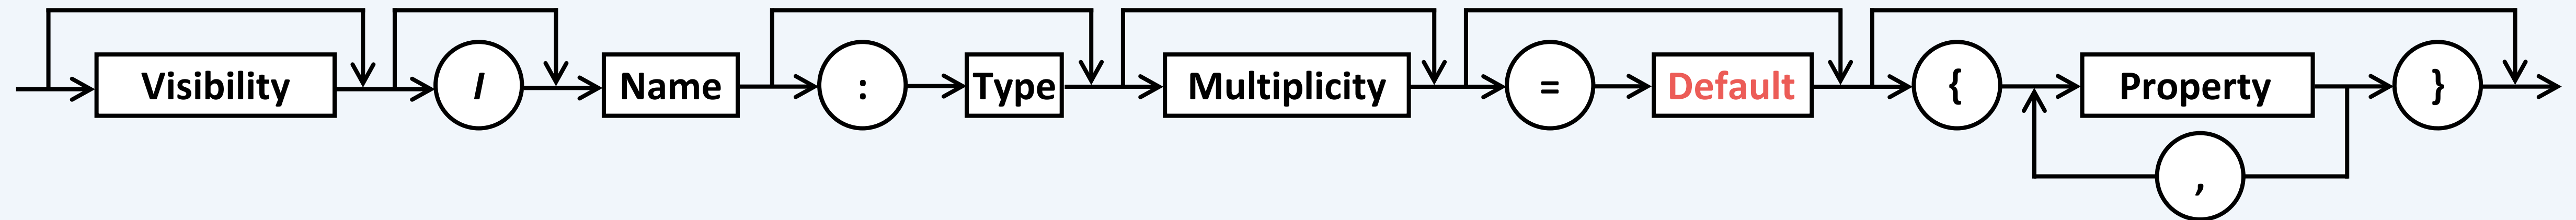 Visibility / Name : Type Multiplicity = Default { Property }
,